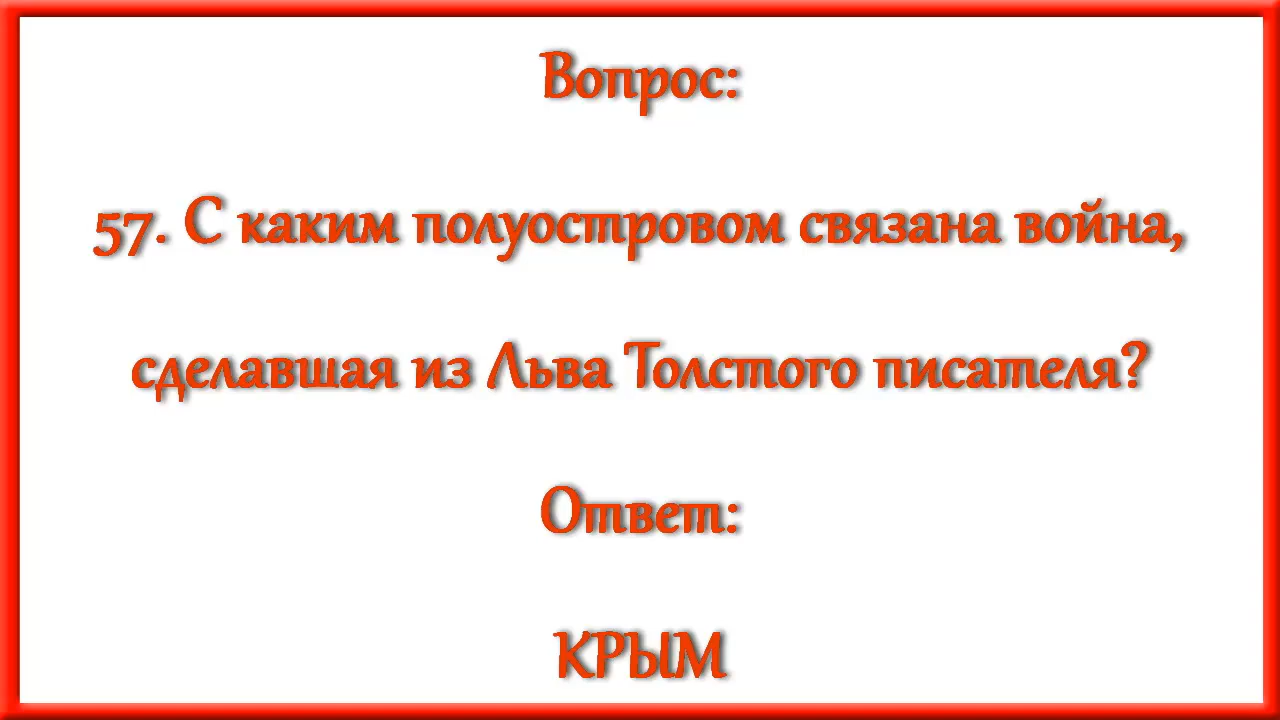 Вопрос:
57. С каким полуостровом связана война,
сделавшая из Льва Толстого писателя?
Ответ:
КРЫМ